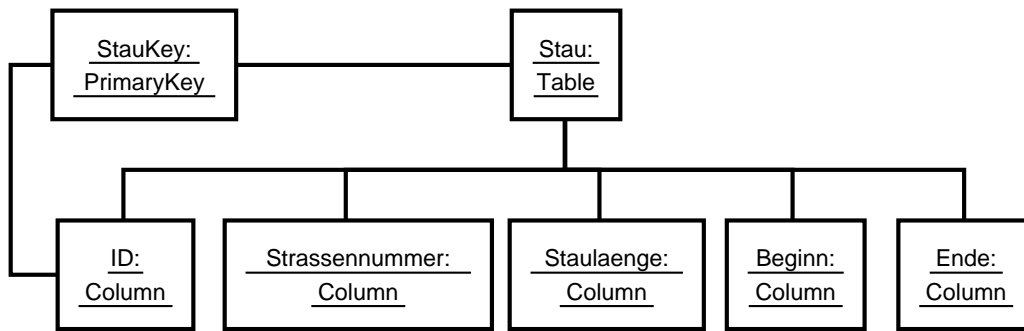 StauKey:
PrimaryKey
Stau:
Table
ID:
Column
Strassennummer:
Column
Staulaenge:
Column
Beginn:
Column
Ende:
Column